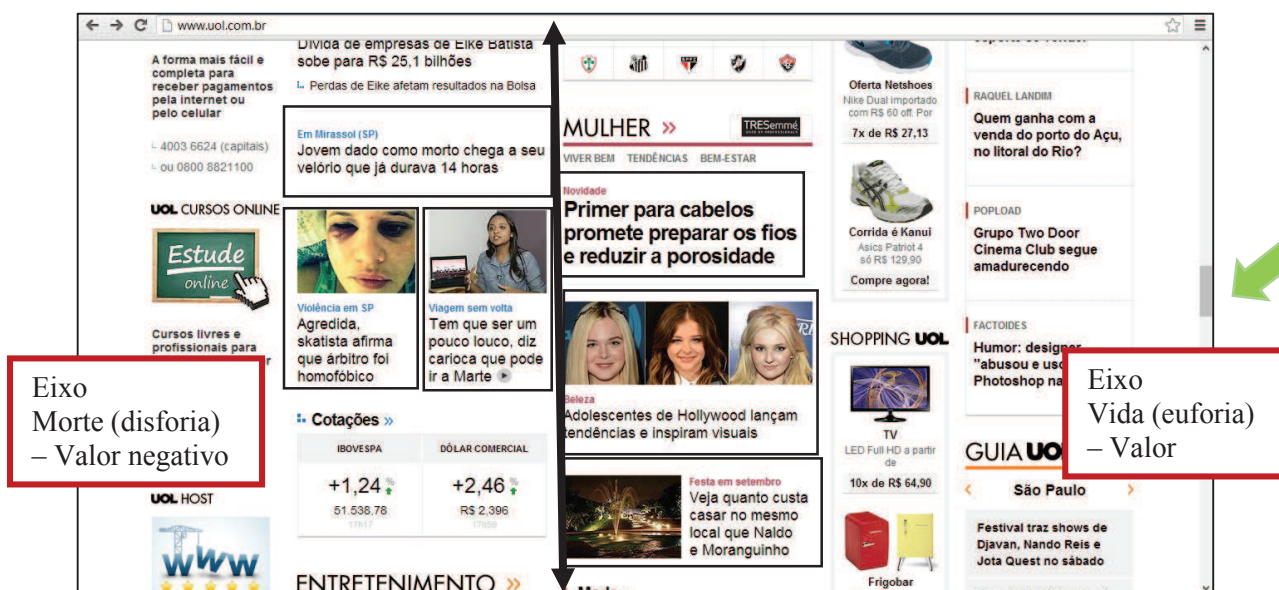 www.uol.com.br
A forma mais fácil e
completa para
receber pagamentos
pela internet ou
pelo celular
4003 6624 (capitais)
ou 0800 8821100
UOL CURSOS ONLINE
Estude
online
Cursos livres e
profissionais para
Eixo
Morte (disforia)
– Valor negativo
UOL HOST
www
Dívida de empresas de Eike Batista
sobe para R$ 25,1 bilhões
Perdas de Eike afetam resultados na Bolsa
Em Mirassol (SP)
Jovem dado como morto chega a seu
velório que já durava 14 horas
Violência em SP
Agredida,
skatista afirma
que árbitro foi
homofóbico
Viagem sem volta
Tem que ser um
pouco louco, diz
carioca que pode
ir a Marte
Cotações »
IBOVESPA
+1,24 %
51.538,78
17h17
DÓLAR COMERCIAL
+2,46 %
R$ 2,396
ENTRETENIMENTO »
MULHER »
TRESemmé
VIVER BEM TENDÊNCIAS BEM-ESTAR
Novidade
Primer para cabelos
promete preparar os fios
e reduzir a porosidade
Beleza
Adolescentes de Hollywood lançam
tendências e inspiram visuais
Festa em setembro
Veja quanto custa
casar no mesmo
local que Naldo
e Moranguinho
Oferta Netshoes
Nike Dual importado
com R$ 60 off. Por
7x de R$ 27,13
Corrida é Kanui
Asics Patriot 4
só R$ 129,90
Compre agora!
SHOPPING UOL
TV
LED Full HD a partir
de
10x de R$ 64,90
Frigobar
RAQUEL LANDIM
Quem ganha com a
venda do porto do Açu,
no litoral do Rio?
POPLOAD
Grupo Two Door
Cinema Club segue
amadurecendo
FACTOIDES
Humor: designer
"abusou e
Photoshop
Eixo
Vida (euforia)
– Valor
GUIA
‹ São Paulo ›
Festival traz shows de
Djavan, Nando Reis e
Jota Quest no sábado